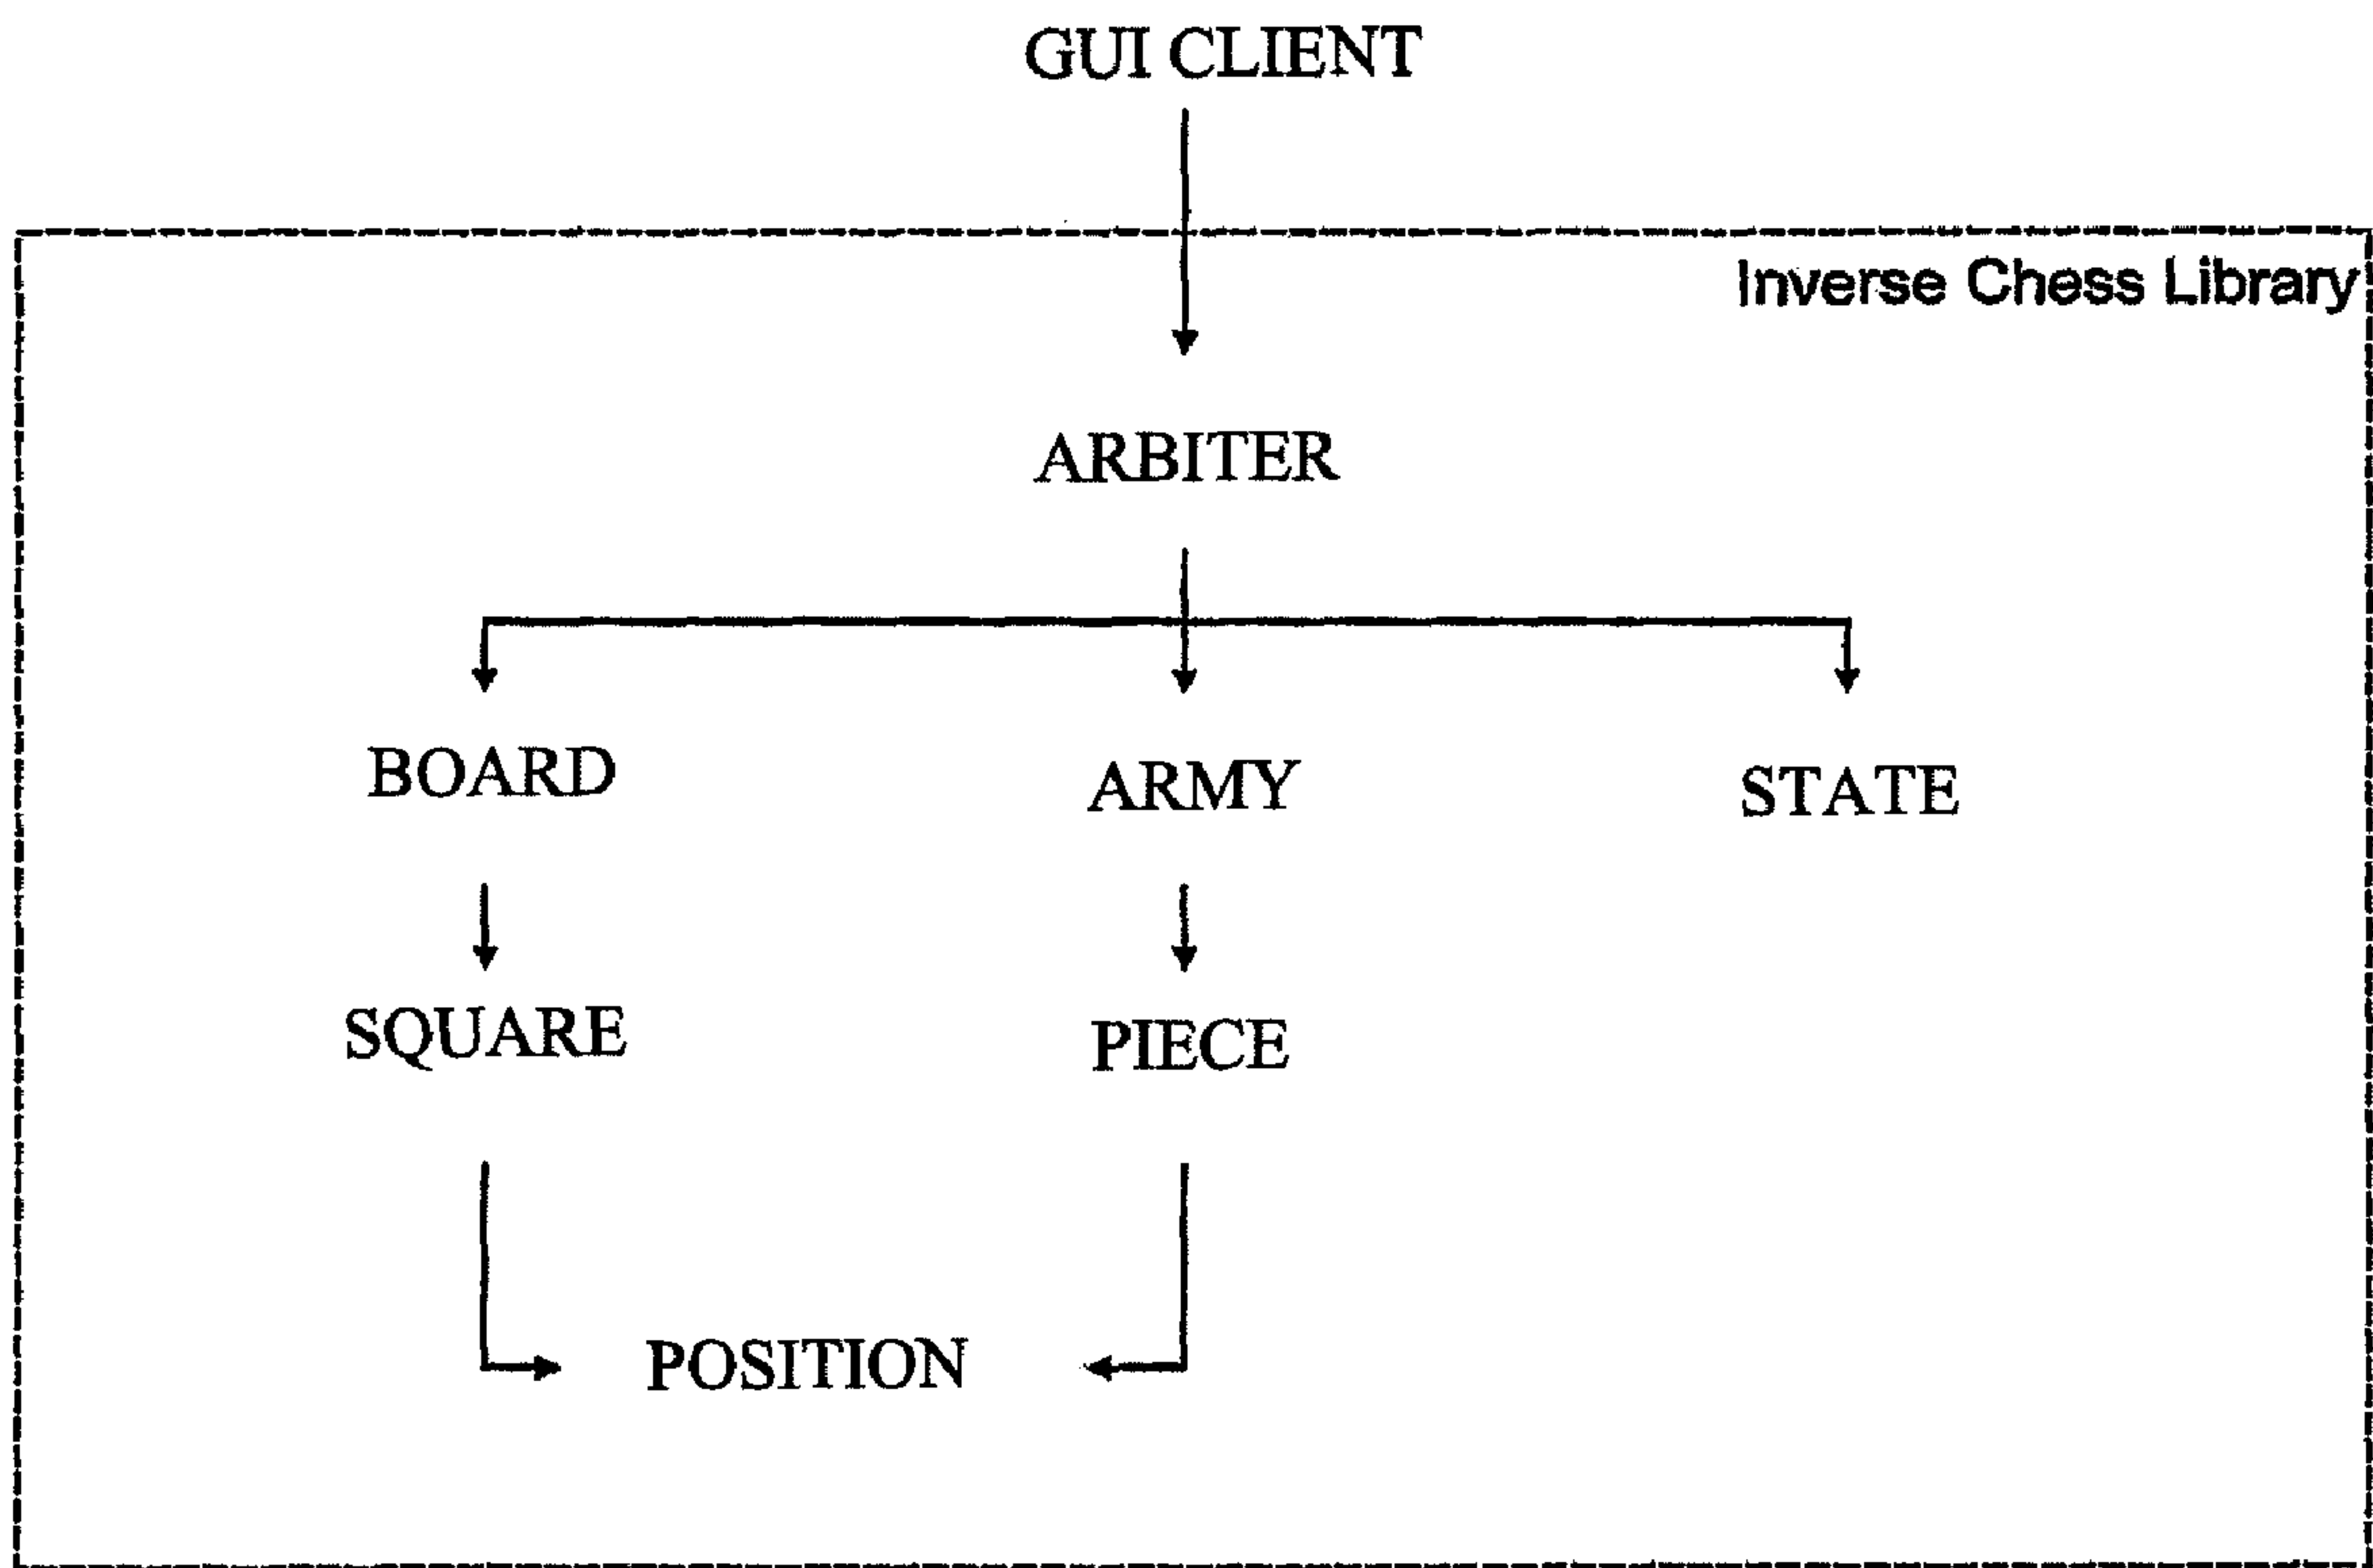 GUI CLIENT
Inverse Chess Library
ARBITER
BOARD
ARMY
STATE
SQUARE
PIECE
POSITION